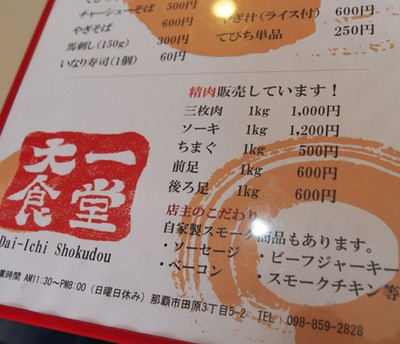 チャーシューそば 500円
やぎそば 600円
馬刺し(150g) 300円
いなり寿司(1個) 60円
やぎ汁(ライス付) 600円
てびち単品 250円
精肉販売しています!
三枚肉 1kg 1,000円
ソーキ 1kg 1,200円
ちまぐ 1kg 500円
前足 1kg 600円
後ろ足 1kg 600円
大一食堂
Dai-Ichi Shokudou
店主のこだわり
自家製スモーク商品もあります。
・ソーセージ ・ビーフジャーキー
・ベーコン ・スモークチキン等
業時間 AM11:30~PM8:00 (日曜日休み) 那覇市田原3丁目5-2 TEL:098-859-2828